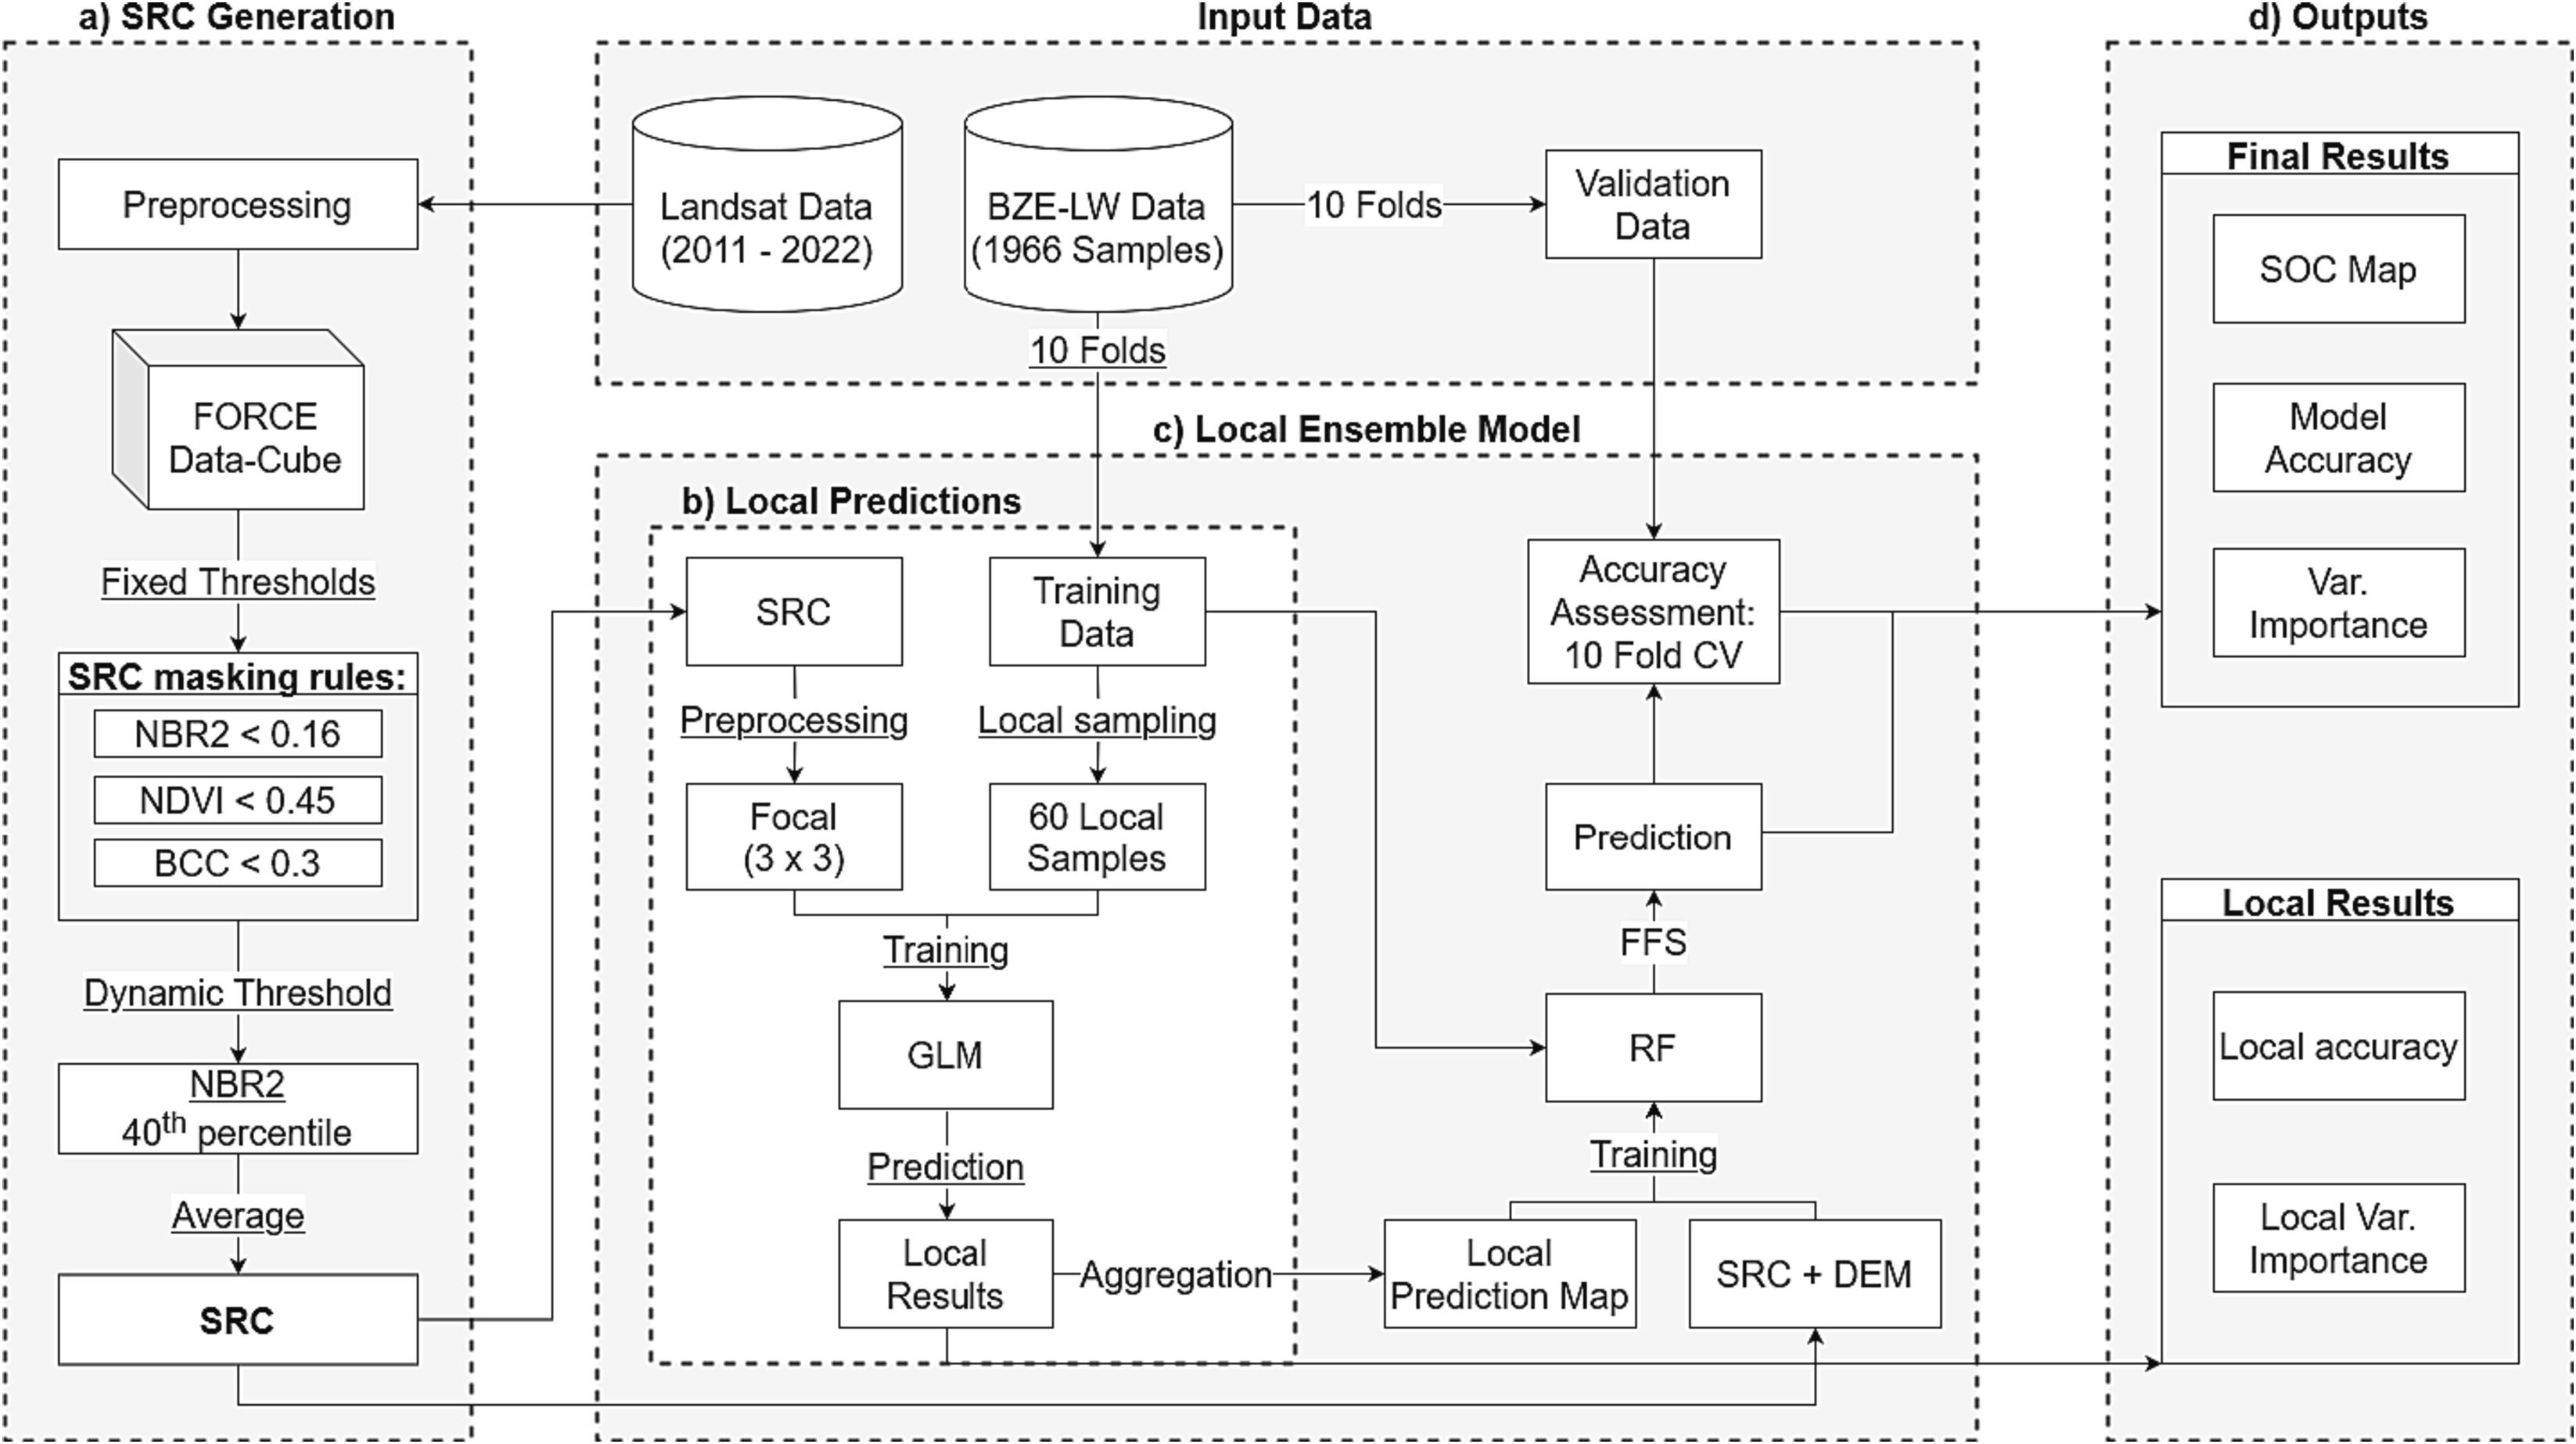 a) SRC Generation
Preprocessing
FORCE
Data-Cube
Fixed Thresholds
SRC masking rules:
NBR2 < 0.16
NDVI < 0.45
BCC < 0.3
Dynamic Threshold
NBR2
40th percentile
Average
SRC
Input Data
Landsat Data
(2011 - 2022)
BZE-LW Data
(1966 Samples)
10 Folds
Validation
Data
10 Folds
c) Local Ensemble Model
b) Local Predictions
SRC
Training
Data
Preprocessing
Local sampling
Focal
(3 x 3)
60 Local
Samples
Training
GLM
Prediction
Local
Results
Aggregation
Accuracy
Assessment:
10 Fold CV
Prediction
FFS
RF
Training
Local
Prediction Map
SRC + DEM
d) Outputs
Final Results
SOC Map
Model
Accuracy
Var.
Importance
Local Results
Local accuracy
Local Var.
Importance